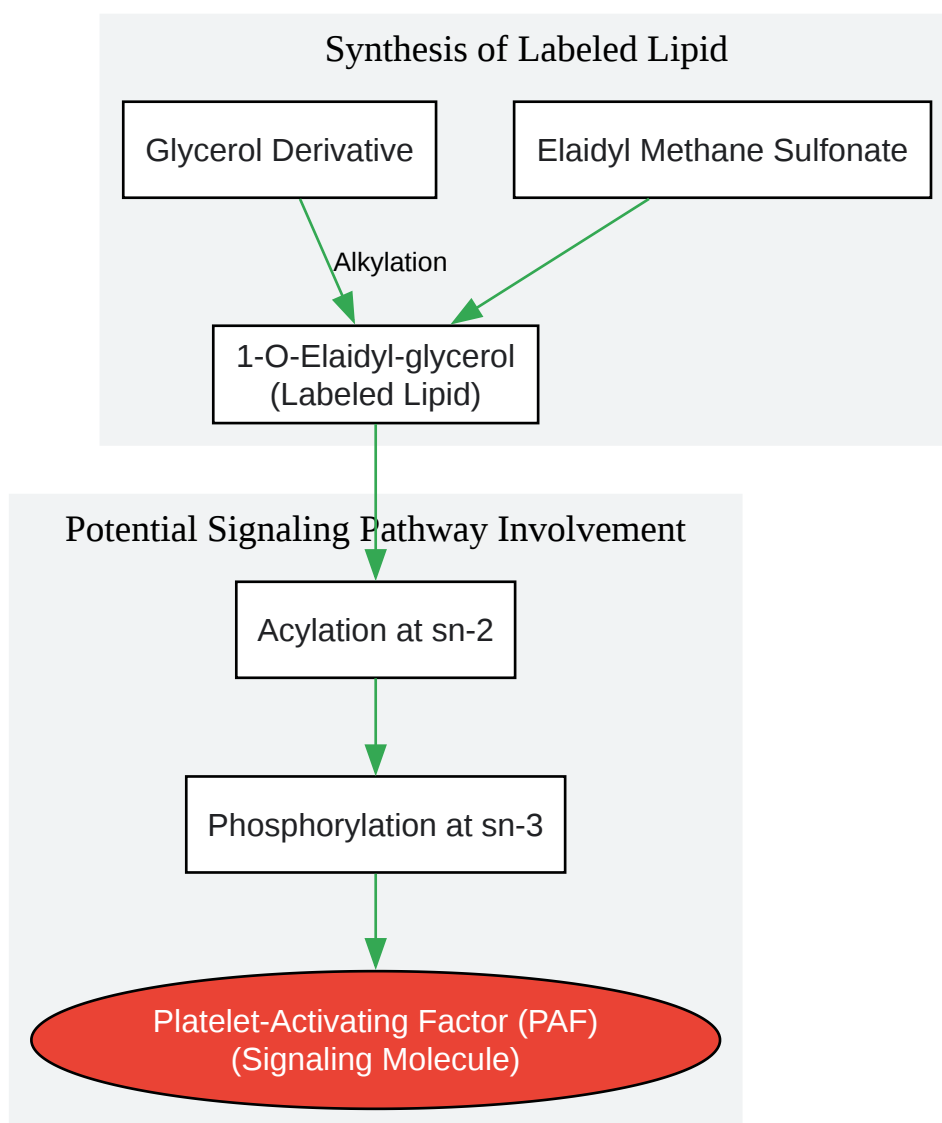 Synthesis of Labeled Lipid
Glycerol Derivative
Elaidyl Methane Sulfonate
Alkylation
1-O-Elaidyl-glycerol
(Labeled Lipid)
Potential Signaling Pathway Involvement
Acylation at sn-2
Phosphorylation at sn-3
Platelet-Activating Factor (PAF)
(Signaling Molecule)